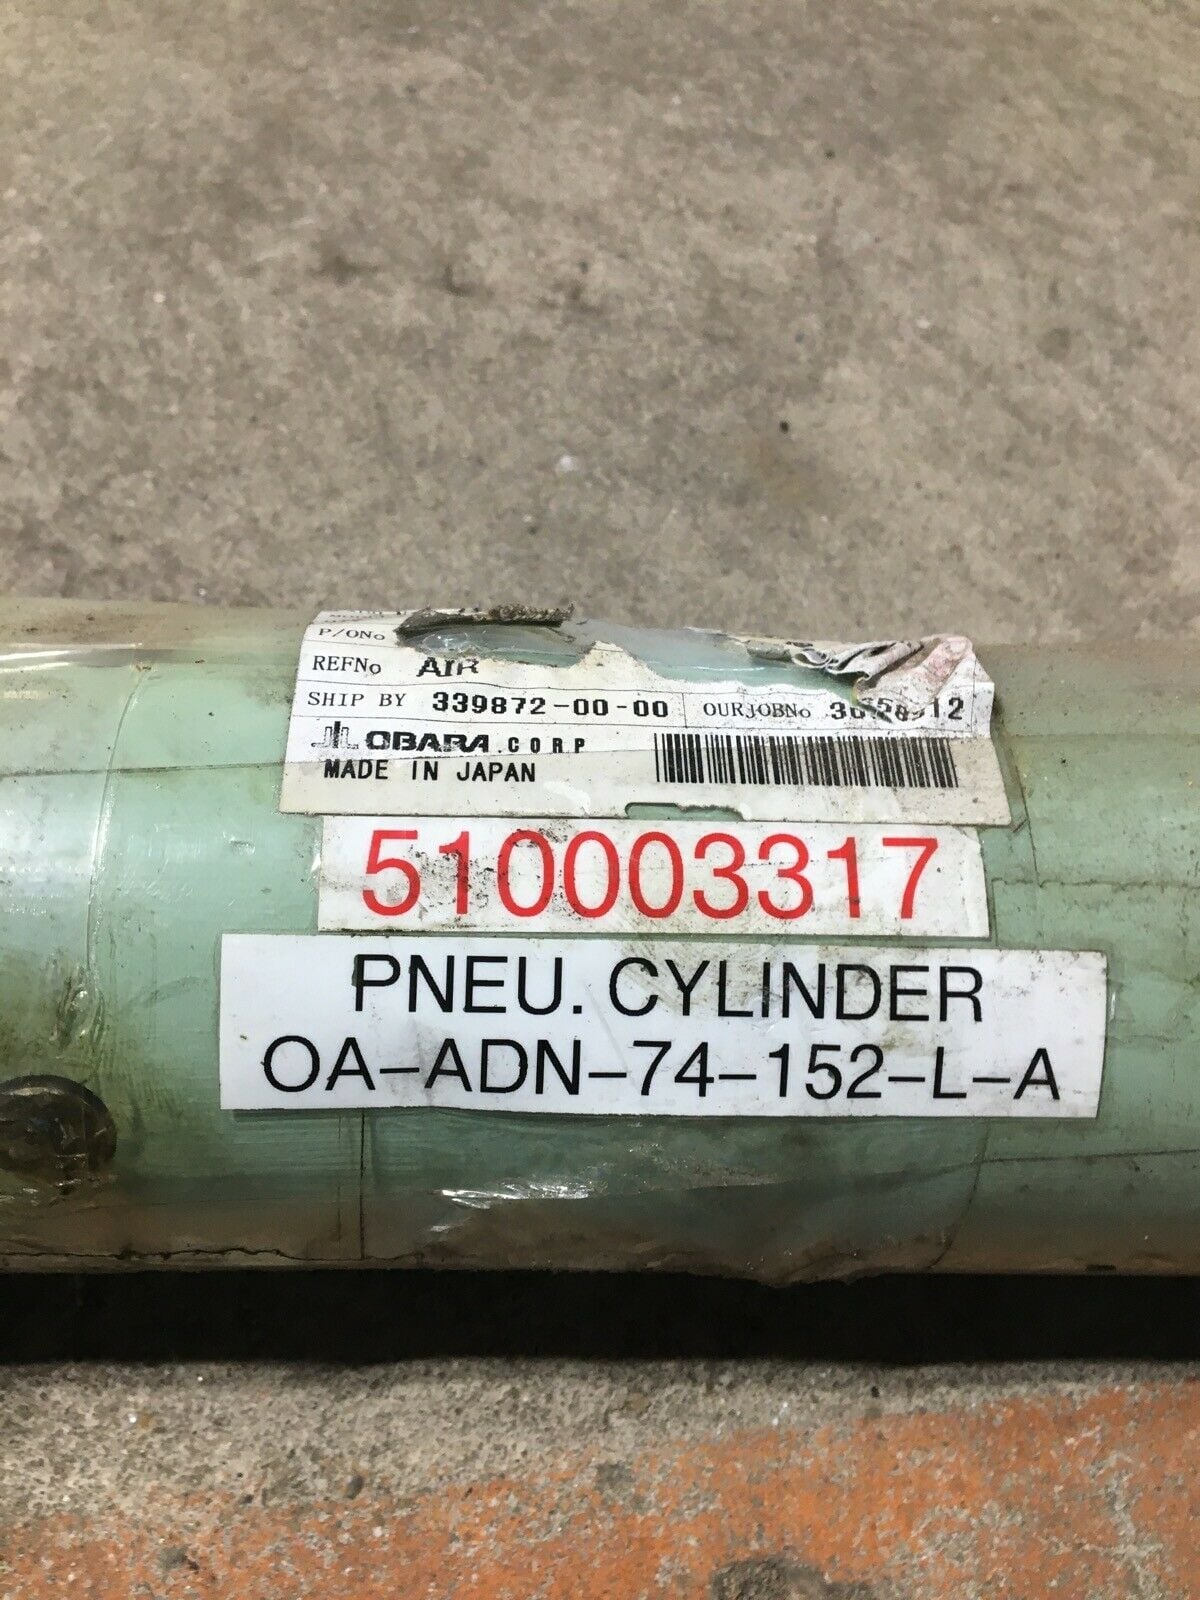 P/ONo
REFNo AIR
SHIP BY 339872-00-00 OURJOBNo
OBARA.CORP
MADE IN JAPAN
510003317
PNEU. CYLINDER
OA-ADN-74-152-L-A